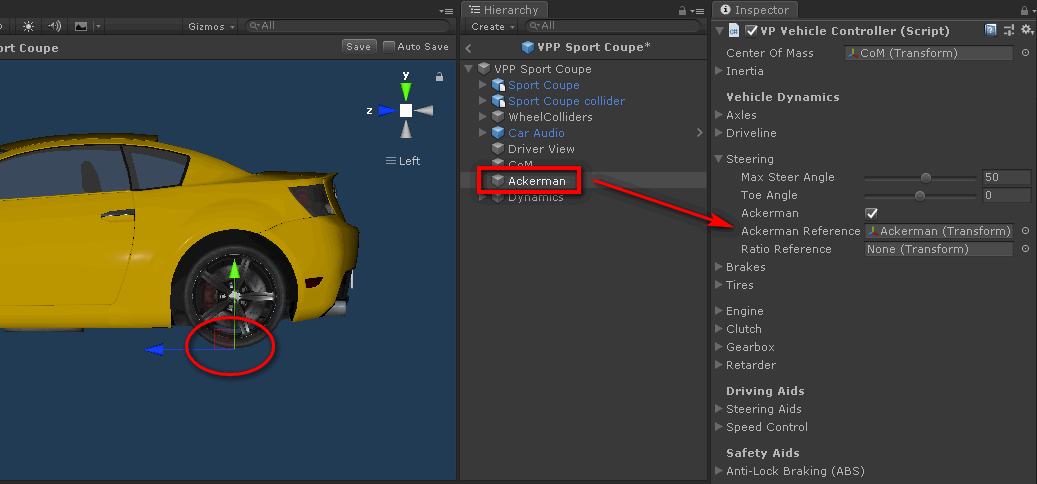 Gizmos
All
ort Coupe
Save
Auto Save
y
z
Left
Hierarchy
Create
All
VPP Sport Coupe*
VPP Sport Coupe
Sport Coupe
Sport Coupe collider
WheelColliders
Car Audio
Driver View
CoM
Ackerman
Dynamics
Inspector
VP Vehicle Controller (Script)
Center Of Mass CoM (Transform)
Inertia
Vehicle Dynamics
Axles
Driveline
Steering
Max Steer Angle 50
Toe Angle 0
Ackerman
Ackerman Reference Ackerman (Transform)
Ratio Reference None (Transform)
Brakes
Tires
Engine
Clutch
Gearbox
Retarder
Driving Aids
Steering Aids
Speed Control
Safety Aids
Anti-Lock Braking (ABS)